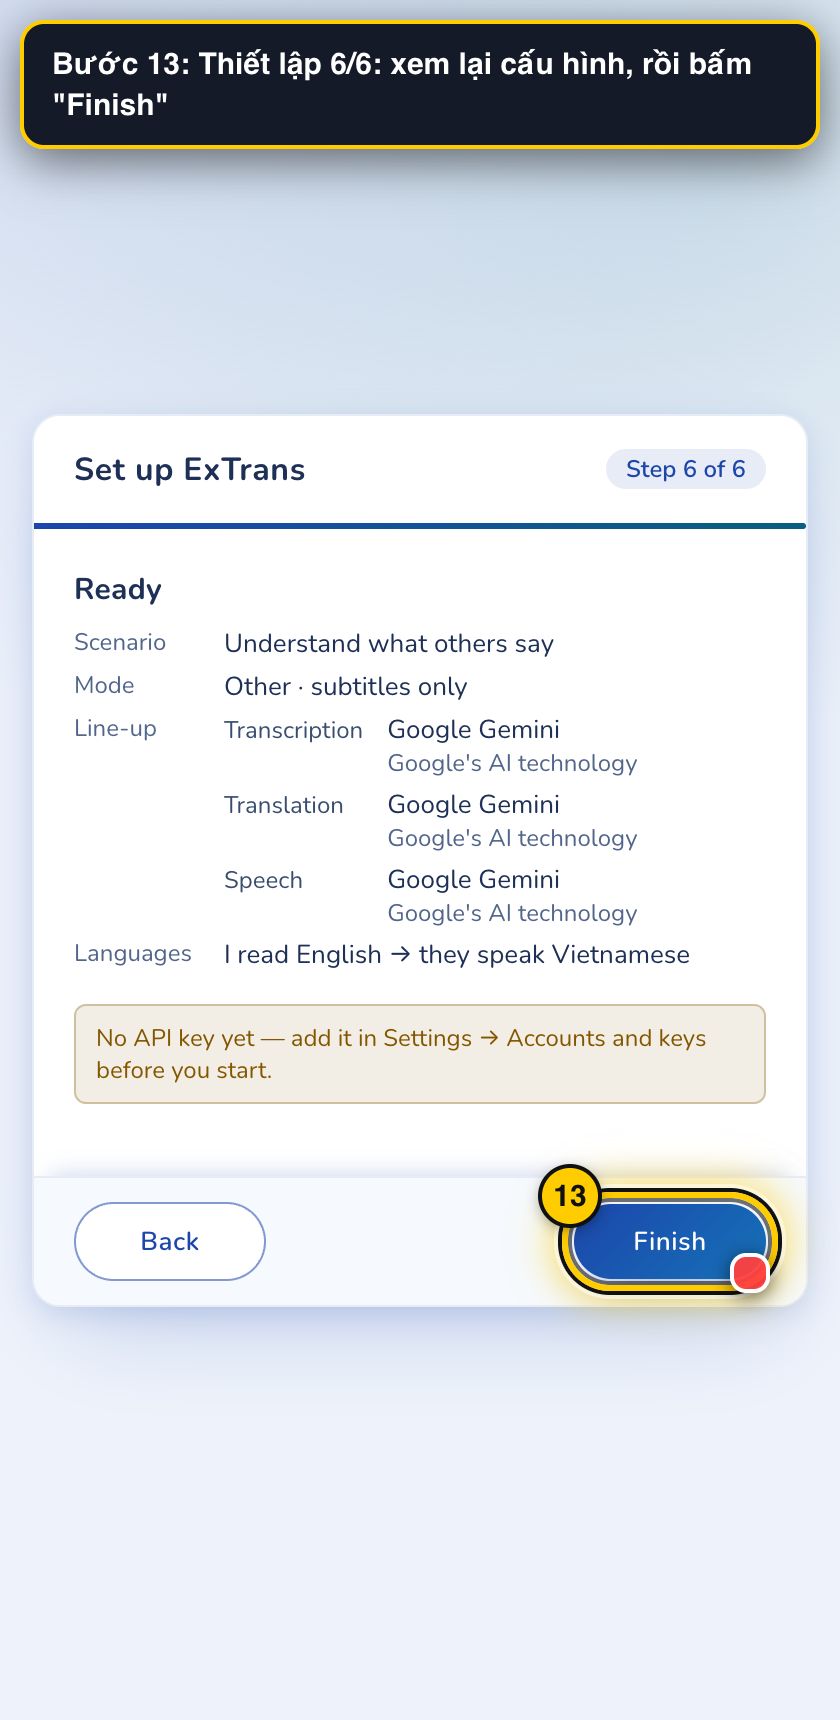 Bước 13: Thiết lập 6/6: xem lại cấu hình, rồi bấm
"Finish"
Set up ExTrans
Step 6 of 6
Ready
Scenario Understand what others say
Mode Other · subtitles only
Line-up Transcription Google Gemini
Google's AI technology
Translation Google Gemini
Google's AI technology
Speech Google Gemini
Google's AI technology
Languages I read English → they speak Vietnamese
No API key yet — add it in Settings → Accounts and keys
before you start.
13
Back
Finish